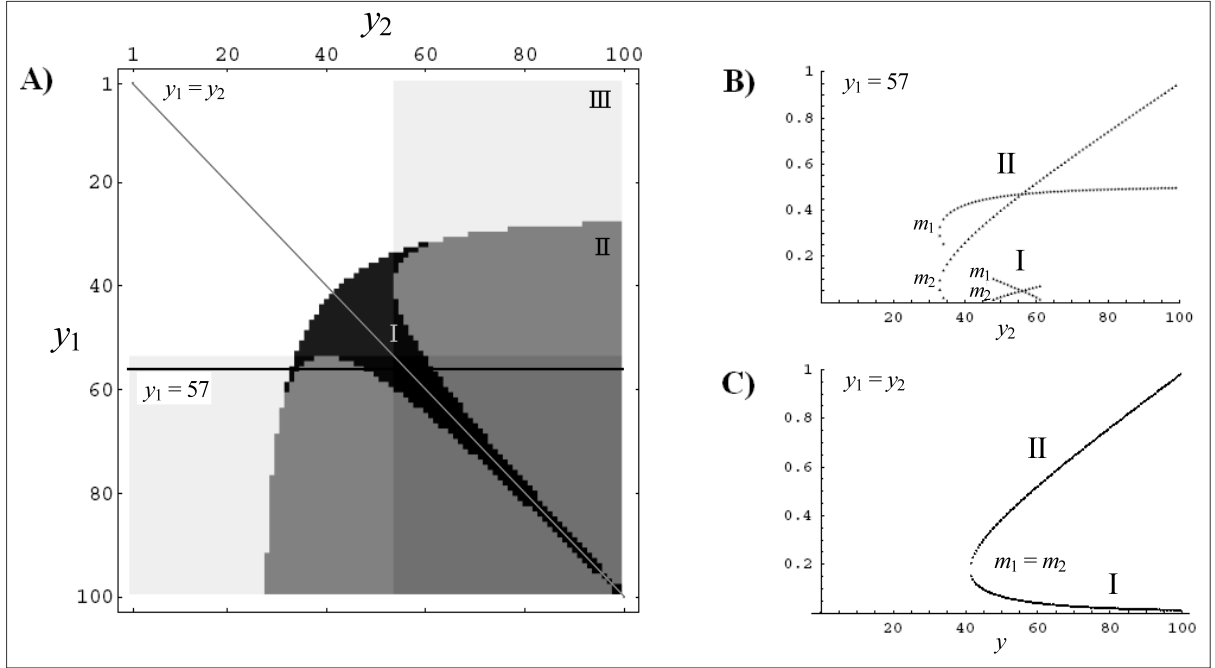 y2
1 20 40 60 80 100
A)
1
20
40
60
80
100
y1
y1 = y2
III
II
I
y1 = 57
B)
y1 = 57
1
0.8
0.6
0.4
0.2
II
m1
m2
I
m1
m2
20 40 60 80 100
y2
C)
y1 = y2
1
0.8
0.6
0.4
0.2
II
m1 = m2
I
20 40 60 80 100
y